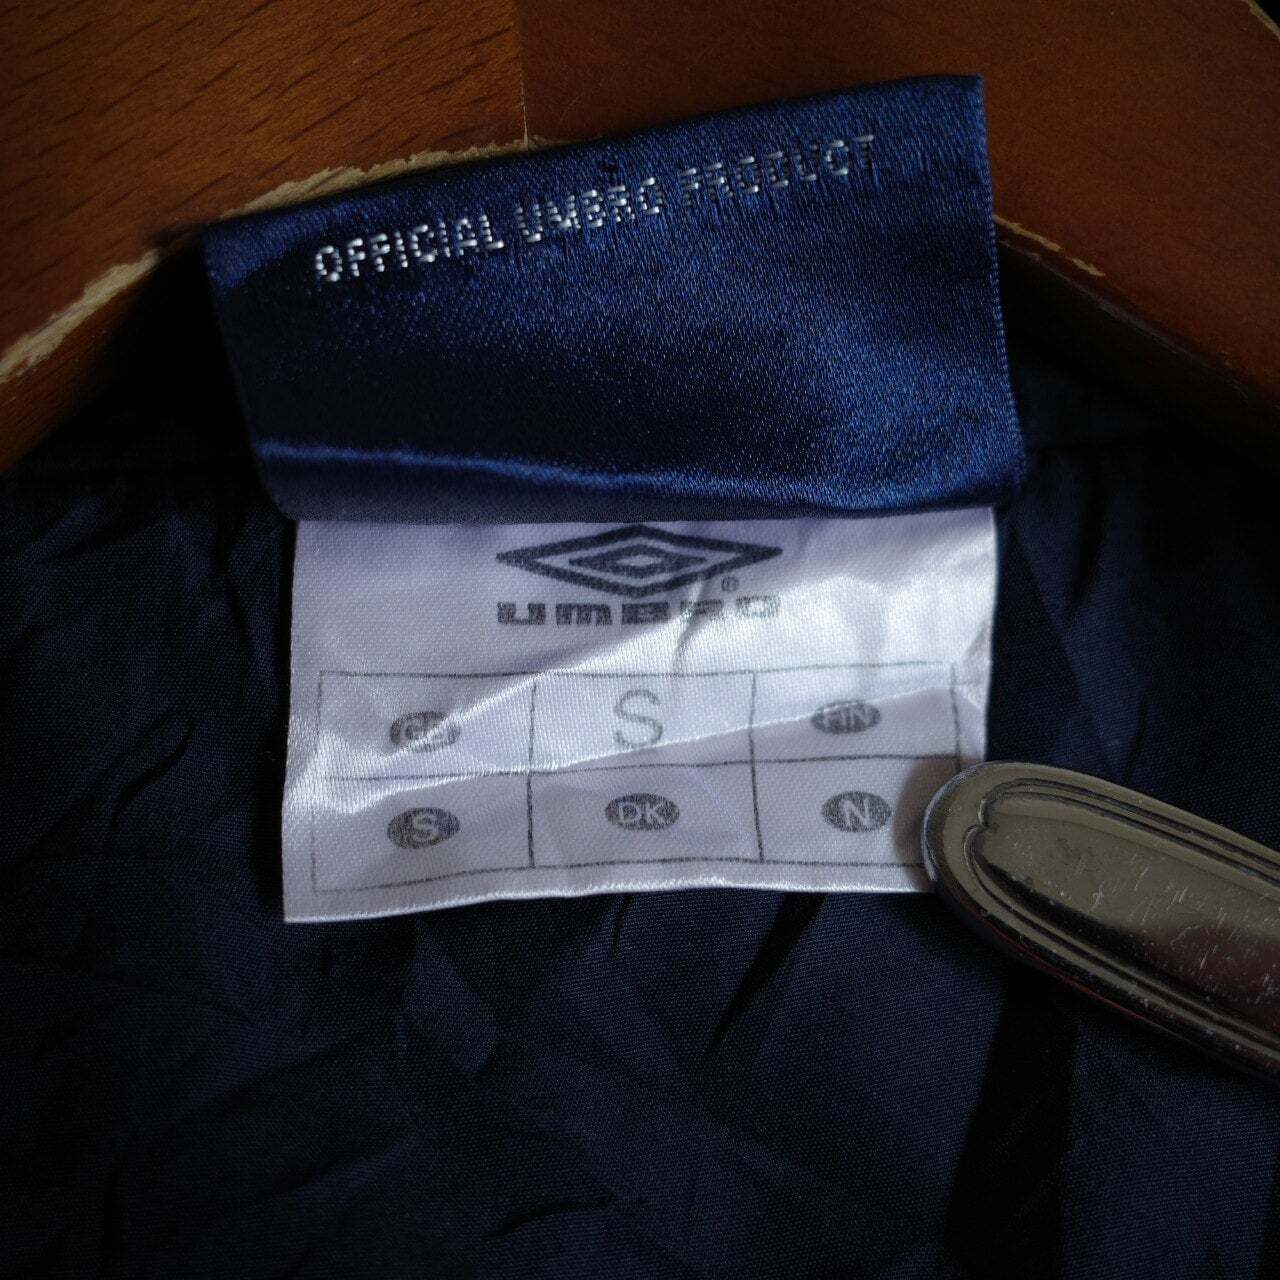 OFFICIAL UMBRO PRODUCT
UMBRO®
GB S FIN
S DK N